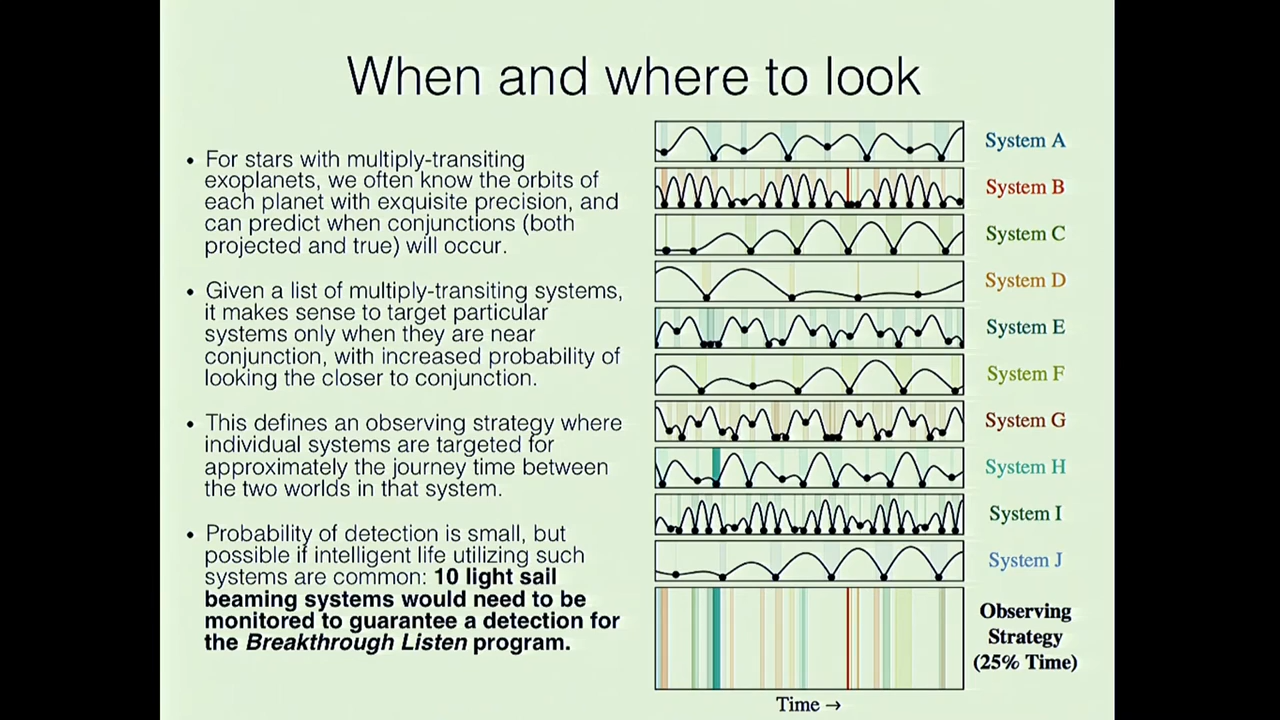 When and where to look
• For stars with multiply-transiting
exoplanets, we often know the orbits of
each planet with exquisite precision, and
can predict when conjunctions (both
projected and true) will occur.
• Given a list of multiply-transiting systems,
it makes sense to target particular
systems only when they are near
conjunction, with increased probability of
looking the closer to conjunction.
• This defines an observing strategy where
individual systems are targeted for
approximately the journey time between
the two worlds in that system.
• Probability of detection is small, but
possible if intelligent life utilizing such
systems are common: 10 light sail
beaming systems would need to be
monitored to guarantee a detection for
the Breakthrough Listen program.
System A
System B
System C
System D
System E
System F
System G
System H
System I
System J
Observing
Strategy
(25% Time)
Time →